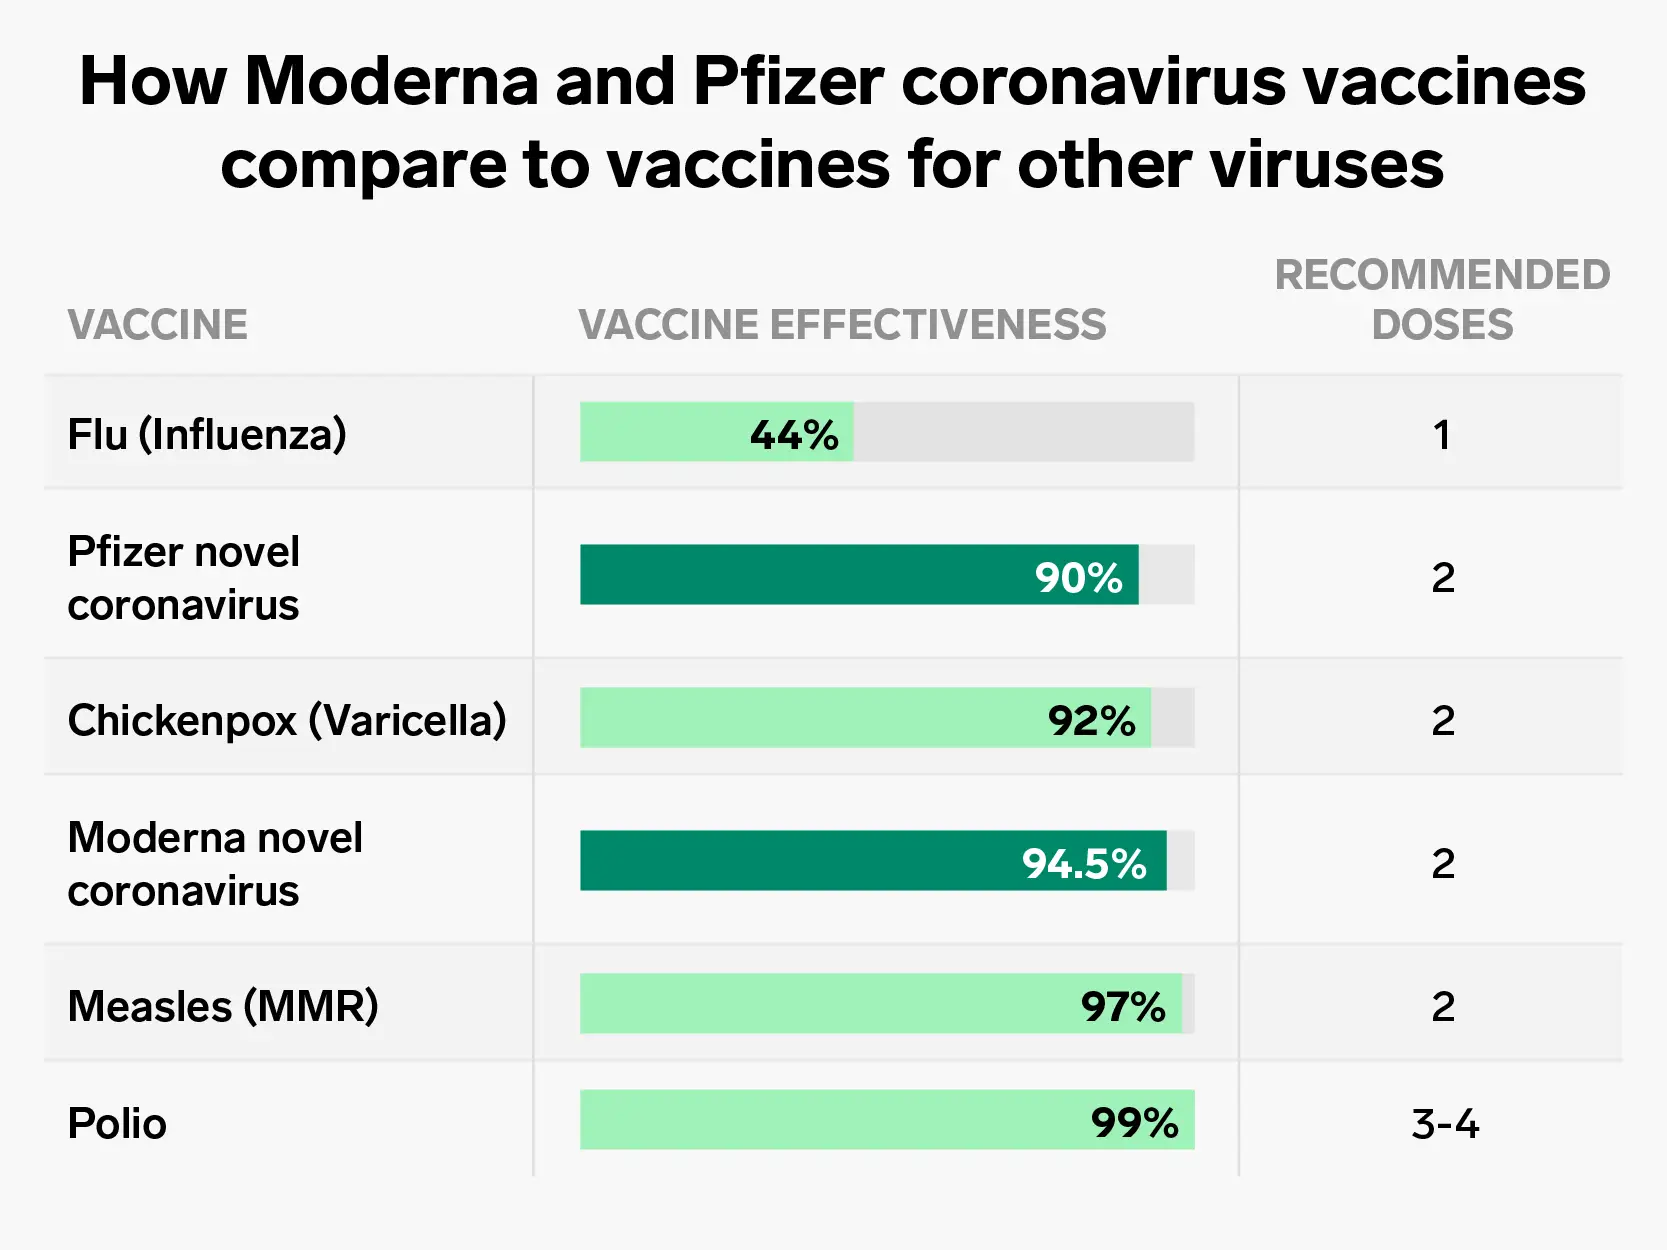 How Moderna and Pfizer coronavirus vaccines
compare to vaccines for other viruses
VACCINE
VACCINE EFFECTIVENESS
RECOMMENDED
DOSES
Flu (Influenza)
44%
1
Pfizer novel
coronavirus
90%
2
Chickenpox (Varicella)
92%
2
Moderna novel
coronavirus
94.5%
2
Measles (MMR)
97%
2
Polio
99%
3-4